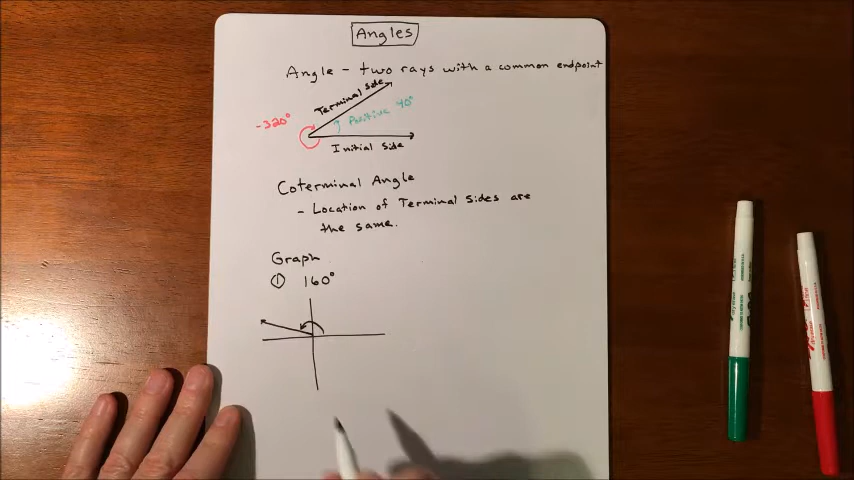 Angles
Angle - two rays with a common endpoint
Terminal side
-320° Positive 40°
Initial side
Coterminal Angle
- Location of Terminal sides are
the same.
Graph
① 160°